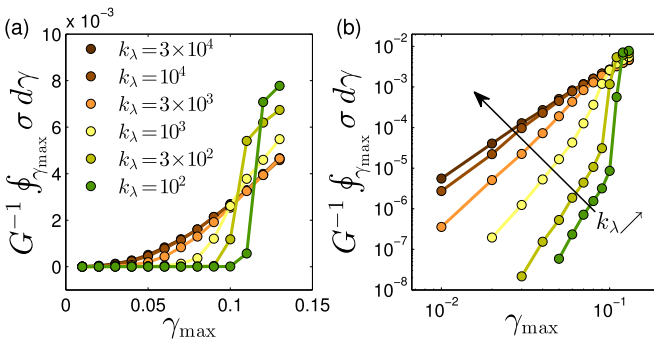 (a)
x 10⁻³
10
8
6
4
2
0
0.05
0.1
0.15
G⁻¹ ∮γmax σ dγ
γmax
kλ=3×10⁴
kλ=10⁴
kλ=3×10³
kλ=10³
kλ=3×10²
kλ=10²
(b)
10⁻²
10⁻³
10⁻⁴
10⁻⁵
10⁻⁶
10⁻⁷
10⁻⁸
10⁻²
10⁻¹
G⁻¹ ∮γmax σ dγ
γmax
kλ↗